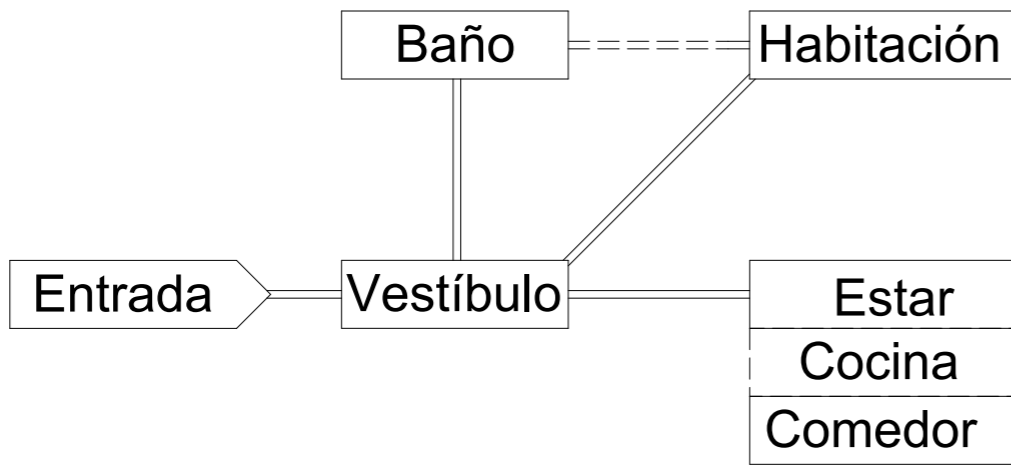 Baño
Habitación
Entrada
Vestíbulo
Estar
Cocina
Comedor